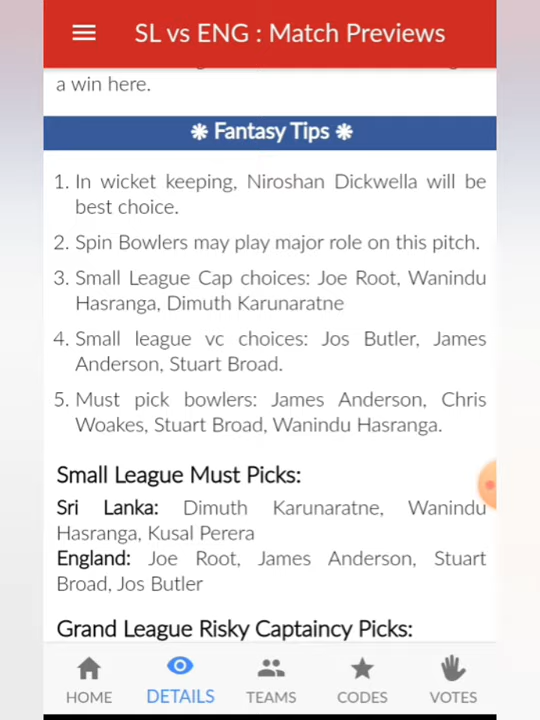 SL vs ENG : Match Previews
a win here.
❋ Fantasy Tips ❋
1. In wicket keeping, Niroshan Dickwella will be
best choice.
2. Spin Bowlers may play major role on this pitch.
3. Small League Cap choices: Joe Root, Wanindu
Hasranga, Dimuth Karunaratne
4. Small league vc choices: Jos Butler, James
Anderson, Stuart Broad.
5. Must pick bowlers: James Anderson, Chris
Woakes, Stuart Broad, Wanindu Hasranga.
Small League Must Picks:
Sri Lanka: Dimuth Karunaratne, Wanindu
Hasranga, Kusal Perera
England: Joe Root, James Anderson, Stuart
Broad, Jos Butler
Grand League Risky Captaincy Picks:
HOME DETAILS TEAMS CODES VOTES